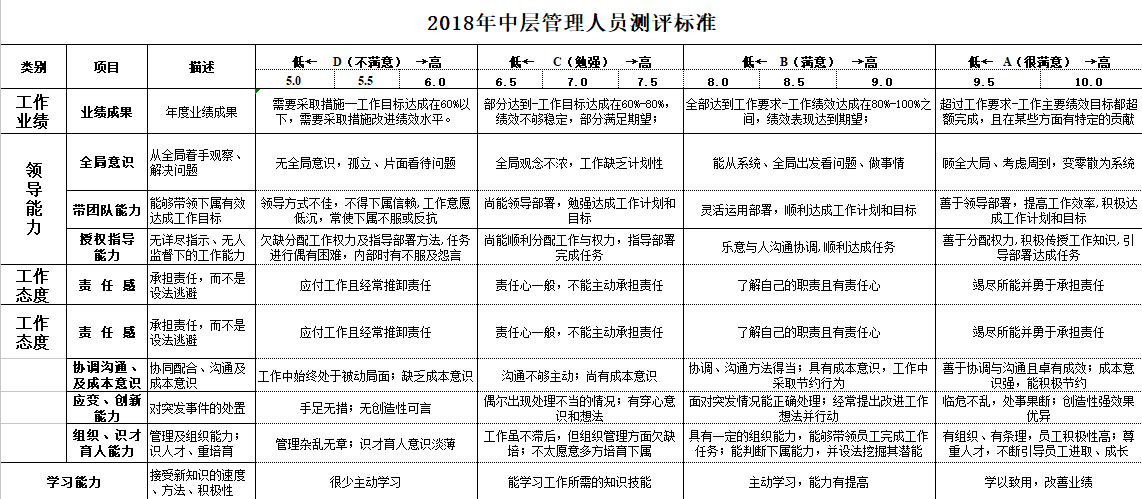 2018年中层管理人员测评标准
类别 项目 描述 低← D（不满意） →高 低← C（勉强） →高 低← B（满意） →高 低← A（很满意） →高
5.0 5.5 6.0 6.5 7.0 7.5 8.0 8.5 9.0 9.5 10.0
工作
业绩
业绩成果
年度业绩成果
需要采取措施—工作目标达成在60%以
下，需要采取措施改进绩效水平。
部分达到-工作目标达成在60%-80%，
绩效不够稳定，部分满足期望；
全部达到工作要求-工作绩效达成在80%-100%之
间，绩效表现达到期望；
超过工作要求-工作主要绩效目标都
额完成，且在某些方面有特定的贡献
领
导
能
力
全局意识
从全局着手观察、
解决问题
无全局意识，孤立、片面看待问题
全局观念不浓，工作缺乏计划性
能从系统、全局出发看问题、做事情
顾全大局、考虑周到，变零散为系统
带团队能力
能够带领下属有效
达成工作目标
领导方式不佳，不得下属信赖,工作意愿
低沉，常使下属不服或反抗
尚能领导部署，勉强达成工作计划和
目标
灵活运用部署，顺利达成工作计划和目标
善于领导部署，提高工作效率,积极达
成工作计划和目标
授权指导
能力
无详尽指示、无人
监督下的工作能力
欠缺分配工作权力及指导部署方法,任务
进行偶有困难，内部时有不服及怨言
尚能顺利分配工作与权力，指导部署
完成任务
乐意与人沟通协调,顺利达成任务
善于分配权力,积极传授工作知识,引
导部署达成任务
工作
态度
责 任 感
承担责任，而不是
设法逃避
应付工作且经常推卸责任
责任心一般，不能主动承担责任
了解自己的职责且有责任心
竭尽所能并勇于承担责任
工作
态度
责 任 感
承担责任，而不是
设法逃避
应付工作且经常推卸责任
责任心一般，不能主动承担责任
了解自己的职责且有责任心
竭尽所能并勇于承担责任
协调沟通、
及成本意识
协同配合、沟通及
成本意识
工作中始终处于被动局面；缺乏成本意识
沟通不够主动；尚有成本意识
协调、沟通方法得当；具有成本意识，工作中
采取节约行为
善于协调与沟通且卓有成效；成本意
识强，能积极节约
应变、创新
能力
对突发事件的处置
手足无措；无创造性可言
偶尔出现处理不当的情况；有穿心意
识和想法
面对突发情况能正确处理；经常提出改进工作
想法并行动
临危不乱，处事果断；创造性强效果
优异
组织、识才
育人能力
管理及组织能力；
识人才、重培育
管理杂乱无章；识才育人意识淡薄
工作虽不滞后，但组织管理方面欠缺
培；不太愿意多方培育下属
具有一定的组织能力，能够带领员工完成工作
任务；能判断下属能力，并设法挖掘其潜能
有组织、有条理，员工积极性高；尊
重人才，不断引导员工进取、成长
学习能力
接受新知识的速度
、方法、积极性
很少主动学习
能学习工作所需的知识技能
主动学习，能力有提高
学以致用，改善业绩